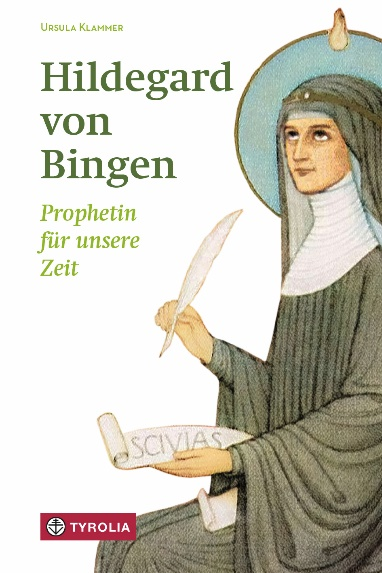 Ursula Klammer
Hildegard
von
Bingen
Prophetin
für unsere
Zeit
SCIVIAS
TYROLIA